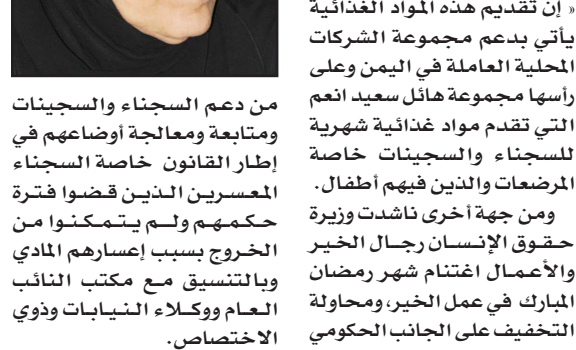 « إن تقديم هذه المواد الغذائية
يأتي بدعم مجموعة الشركات
المحلية العاملة في اليمن وعلى
رأسها مجموعة هائل سعيد انعم
التي تقدم مواد غذائية شهرية
للسجناء والسجينات خاصة
المرضعات والذين فيهم أطفال.
ومن جهة أخرى ناشدت وزيرة
حقوق الإنسان رجال الخير
والأعمال اغتنام شهر رمضان
المبارك في عمل الخير، ومحاولة
التخفيف على الجانب الحكومي
من دعم السجناء والسجينات
ومتابعة ومعالجة أوضاعهم في
إطار القانون خاصة السجناء
المعسرين الذين قضوا فترة
حكمهم ولم يتمكنوا من
الخروج بسبب إعسارهم المادي
وبالتنسيق مع مكتب النائب
العام ووكلاء النيابات وذوي
الاختصاص.